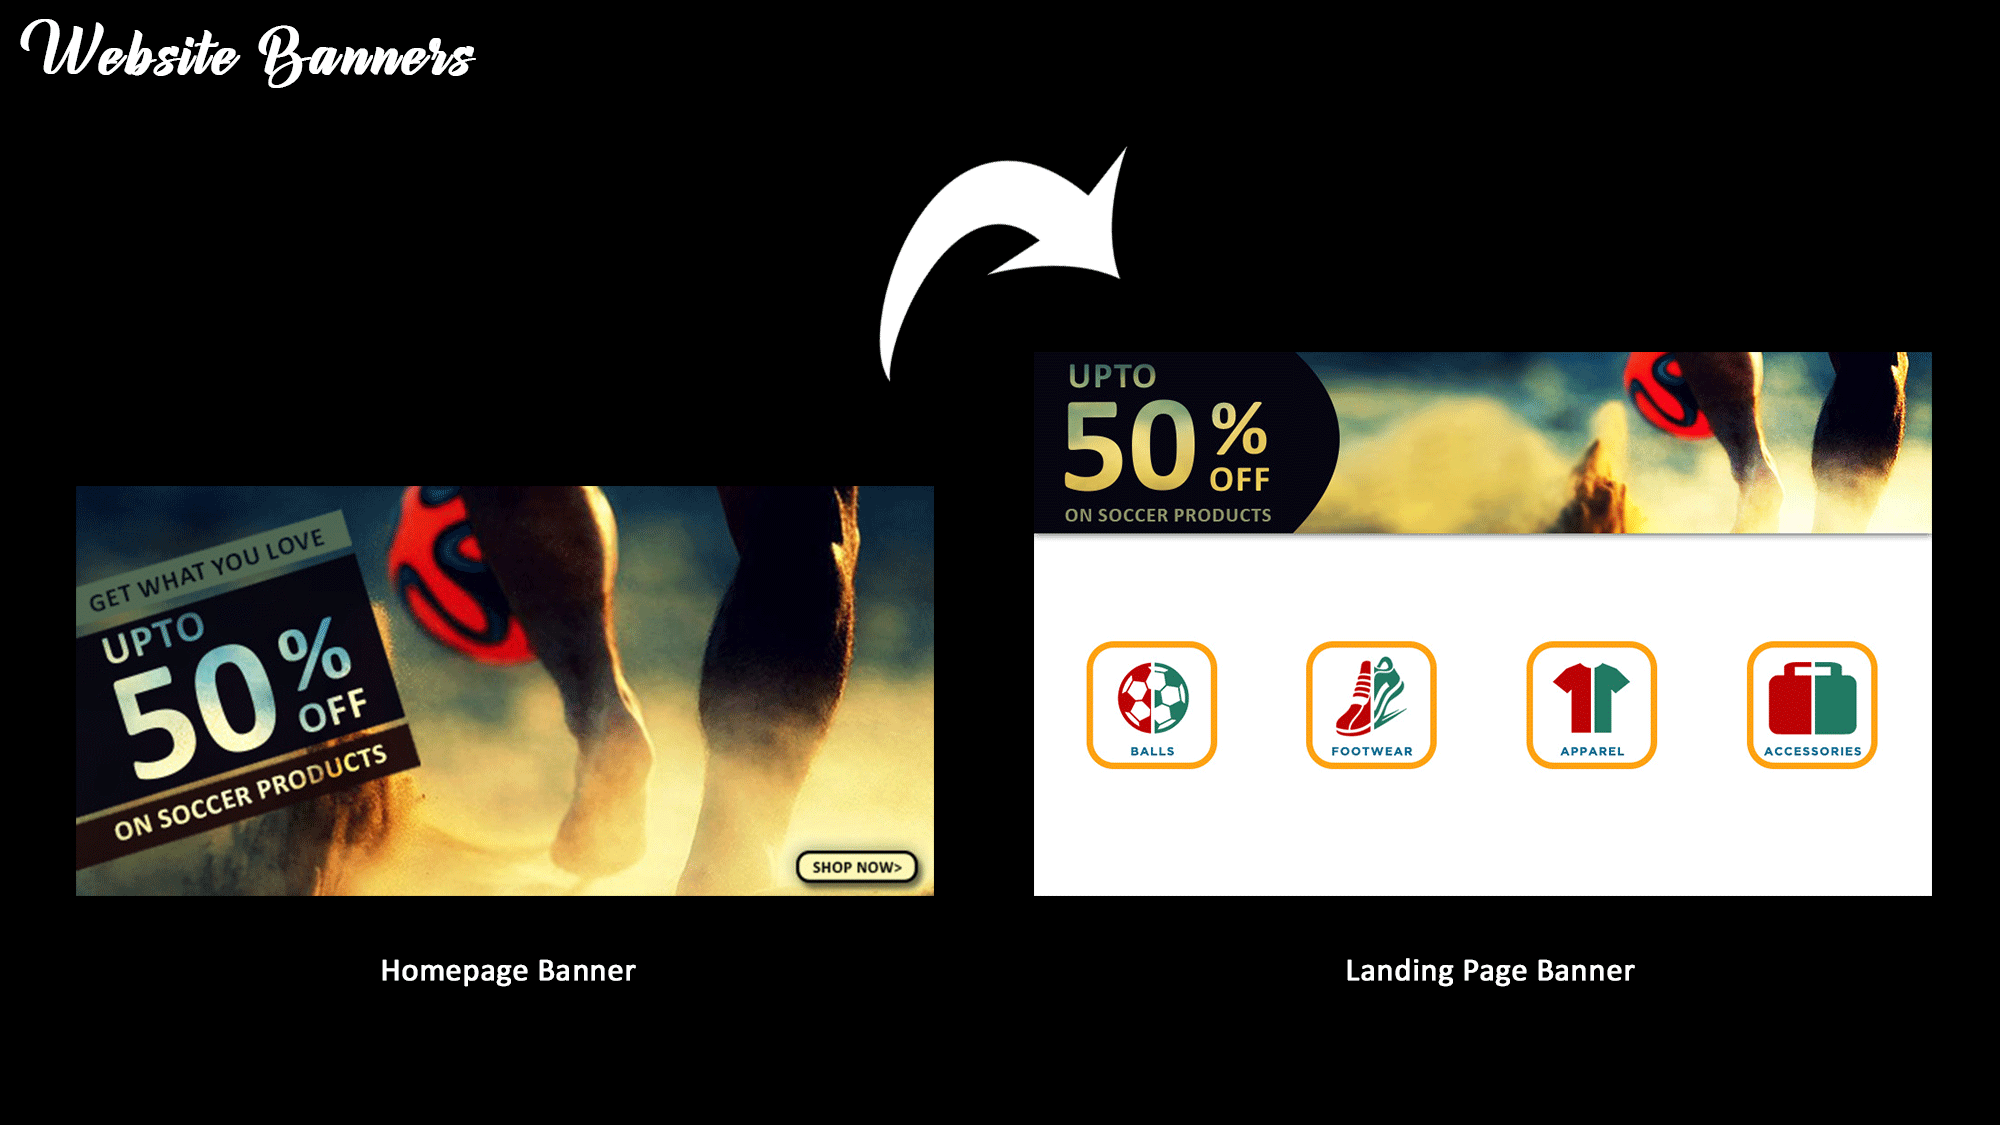 Website Banners
GET WHAT YOU LOVE
UPTO
50%
OFF
ON SOCCER PRODUCTS
SHOP NOW>
Homepage Banner
UPTO
50%
OFF
ON SOCCER PRODUCTS
BALLS
FOOTWEAR
APPAREL
ACCESSORIES
Landing Page Banner